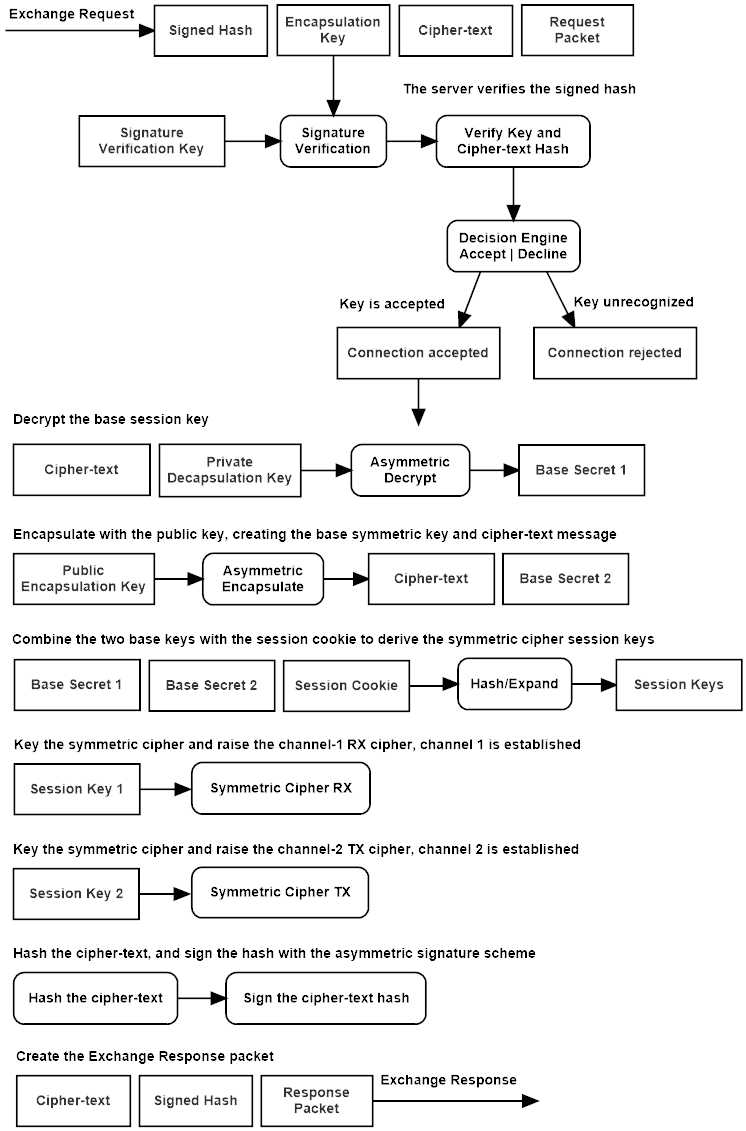 Exchange Request
Signed Hash
Encapsulation
Key
Cipher-text
Request
Packet
The server verifies the signed hash
Signature
Verification Key
Signature
Verification
Verify Key and
Cipher-text Hash
Decision Engine
Accept | Decline
Key is accepted
Key unrecognized
Connection accepted
Connection rejected
Decrypt the base session key
Cipher-text
Private
Decapsulation Key
Asymmetric
Decrypt
Base Secret 1
Encapsulate with the public key, creating the base symmetric key and cipher-text message
Public
Encapsulation Key
Asymmetric
Encapsulate
Cipher-text
Base Secret 2
Combine the two base keys with the session cookie to derive the symmetric cipher session keys
Base Secret 1
Base Secret 2
Session Cookie
Hash/Expand
Session Keys
Key the symmetric cipher and raise the channel-1 RX cipher, channel 1 is established
Session Key 1
Symmetric Cipher RX
Key the symmetric cipher and raise the channel-2 TX cipher, channel 2 is established
Session Key 2
Symmetric Cipher TX
Hash the cipher-text, and sign the hash with the asymmetric signature scheme
Hash the cipher-text
Sign the cipher-text hash
Create the Exchange Response packet
Cipher-text
Signed Hash
Response
Packet
Exchange Response